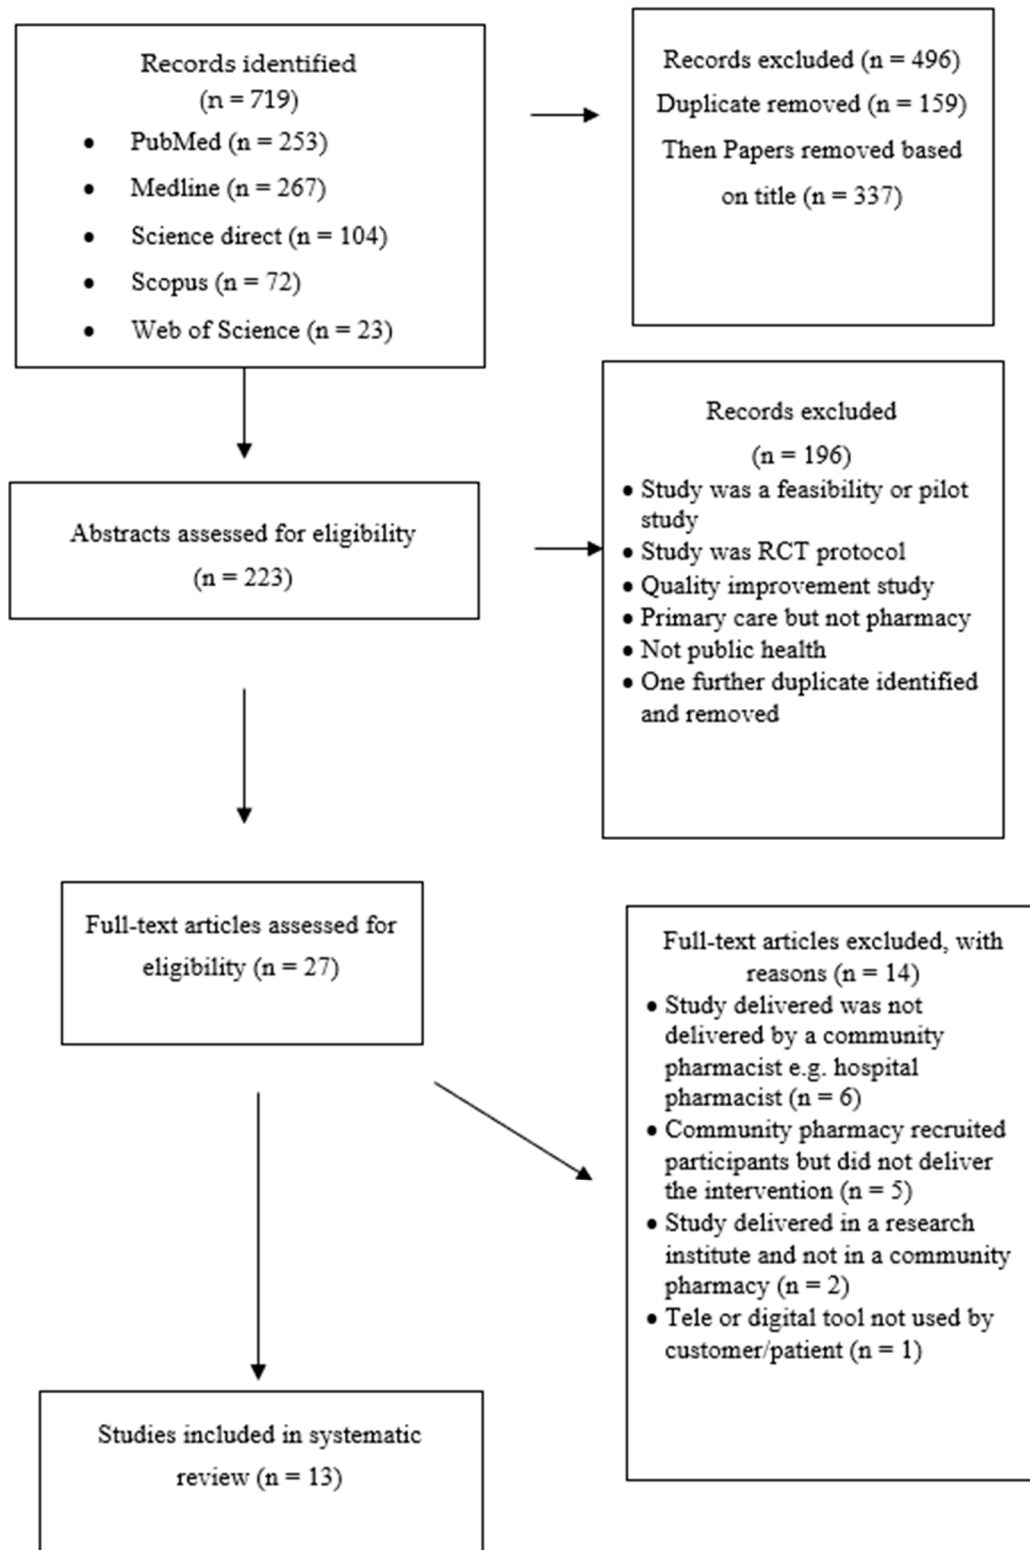 Records identified
(n = 719)
• PubMed (n = 253)
• Medline (n = 267)
• Science direct (n = 104)
• Scopus (n = 72)
• Web of Science (n = 23)
Records excluded (n = 496)
Duplicate removed (n = 159)
Then Papers removed based
on title (n = 337)
Abstracts assessed for eligibility
(n = 223)
Records excluded
(n = 196)
• Study was a feasibility or pilot
study
• Study was RCT protocol
• Quality improvement study
• Primary care but not pharmacy
• Not public health
• One further duplicate identified
and removed
Full-text articles assessed for
eligibility (n = 27)
Full-text articles excluded, with
reasons (n = 14)
• Study delivered was not
delivered by a community
pharmacist e.g. hospital
pharmacist (n = 6)
• Community pharmacy recruited
participants but did not deliver
the intervention (n = 5)
• Study delivered in a research
institute and not in a community
pharmacy (n = 2)
• Tele or digital tool not used by
customer/patient (n = 1)
Studies included in systematic
review (n = 13)